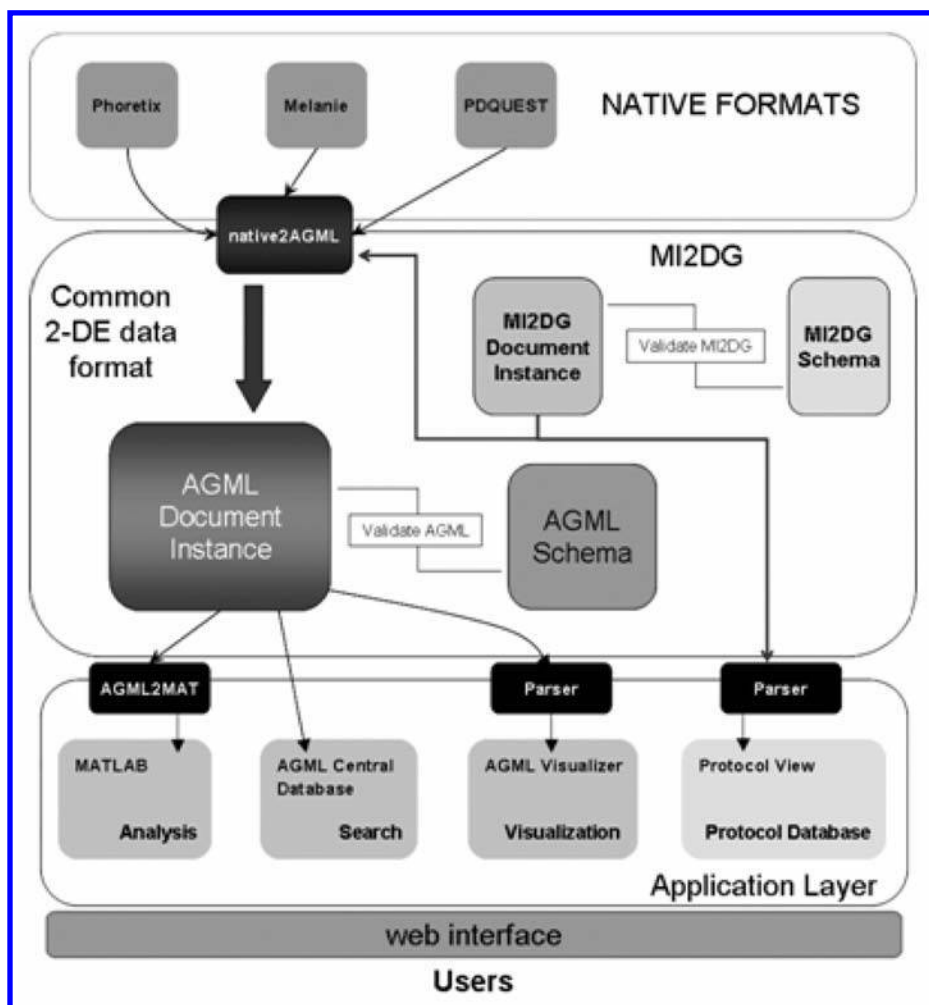 Phoretix
Melanie
PDQUEST
NATIVE FORMATS
native2AGML
MI2DG
Common
2-DE data
format
MI2DG
Document
Instance
Validate MI2DG
MI2DG
Schema
AGML
Document
Instance
Validate AGML
AGML
Schema
AGML2MAT
Parser
Parser
MATLAB
Analysis
AGML Central
Database
Search
AGML Visualizer
Visualization
Protocol View
Protocol Database
Application Layer
web interface
Users